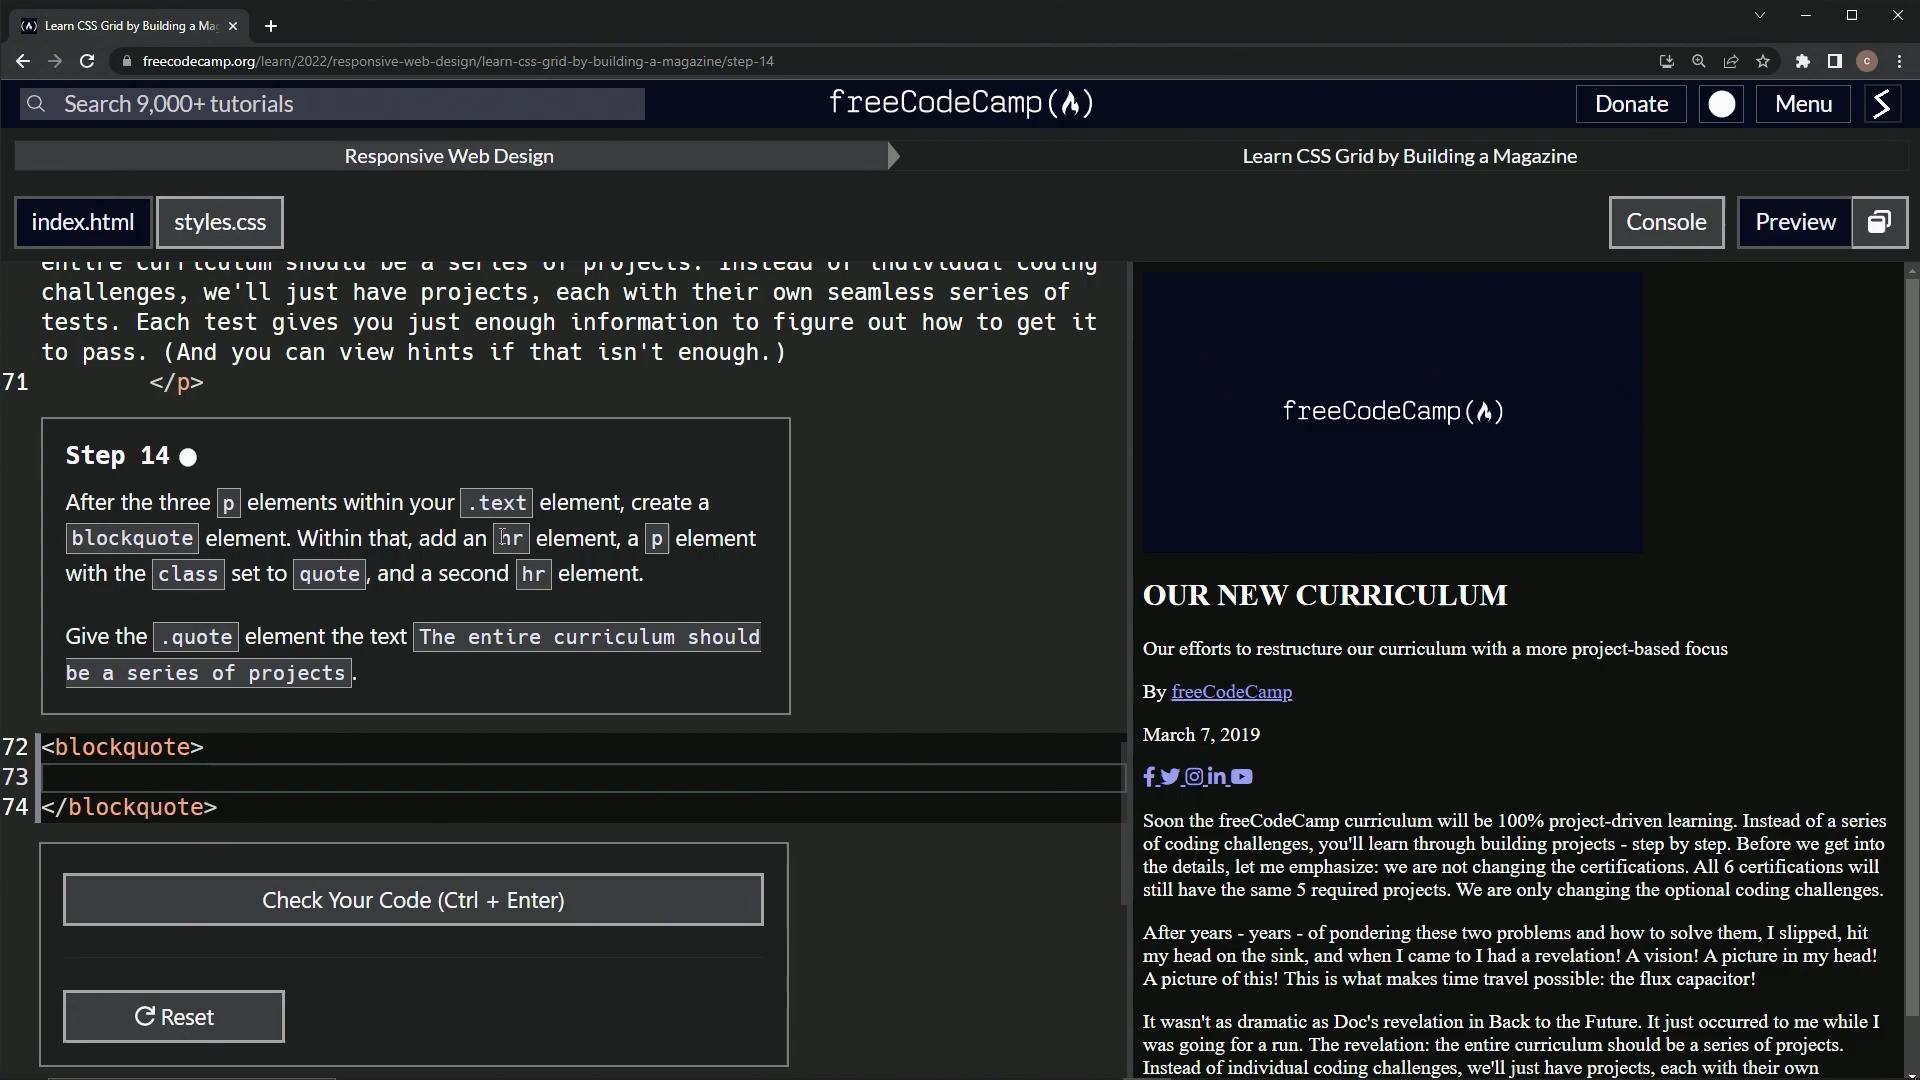 Learn CSS Grid by Building a Mag
freecodecamp.org/learn/2022/responsive-web-design/learn-css-grid-by-building-a-magazine/step-14
C
Search 9,000+ tutorials
freeCodeCamp
Donate
Menu
Responsive Web Design
Learn CSS Grid by Building a Magazine
index.html
styles.css
Console
Preview
entire curriculum should be a series of projects. Instead of individual coding
challenges, we'll just have projects, each with their own seamless series of
tests. Each test gives you just enough information to figure out how to get it
to pass. (And you can view hints if that isn't enough.)
71 </p>
Step 14
After the three p elements within your .text element, create a
blockquote element. Within that, add an hr element, a p element
with the class set to quote, and a second hr element.
Give the .quote element the text The entire curriculum should
be a series of projects.
72 <blockquote>
73
74 </blockquote>
Check Your Code (Ctrl + Enter)
Reset
freeCodeCamp
OUR NEW CURRICULUM
Our efforts to restructure our curriculum with a more project-based focus
By freeCodeCamp
March 7, 2019
Soon the freeCodeCamp curriculum will be 100% project-driven learning. Instead of a series
of coding challenges, you'll learn through building projects - step by step. Before we get into
the details, let me emphasize: we are not changing the certifications. All 6 certifications will
still have the same 5 required projects. We are only changing the optional coding challenges.
After years - years - of pondering these two problems and how to solve them, I slipped, hit
my head on the sink, and when I came to I had a revelation! A vision! A picture in my head!
A picture of this! This is what makes time travel possible: the flux capacitor!
It wasn't as dramatic as Doc's revelation in Back to the Future. It just occurred to me while I
was going for a run. The revelation: the entire curriculum should be a series of projects.
Instead of individual coding challenges, we'll just have projects, each with their own